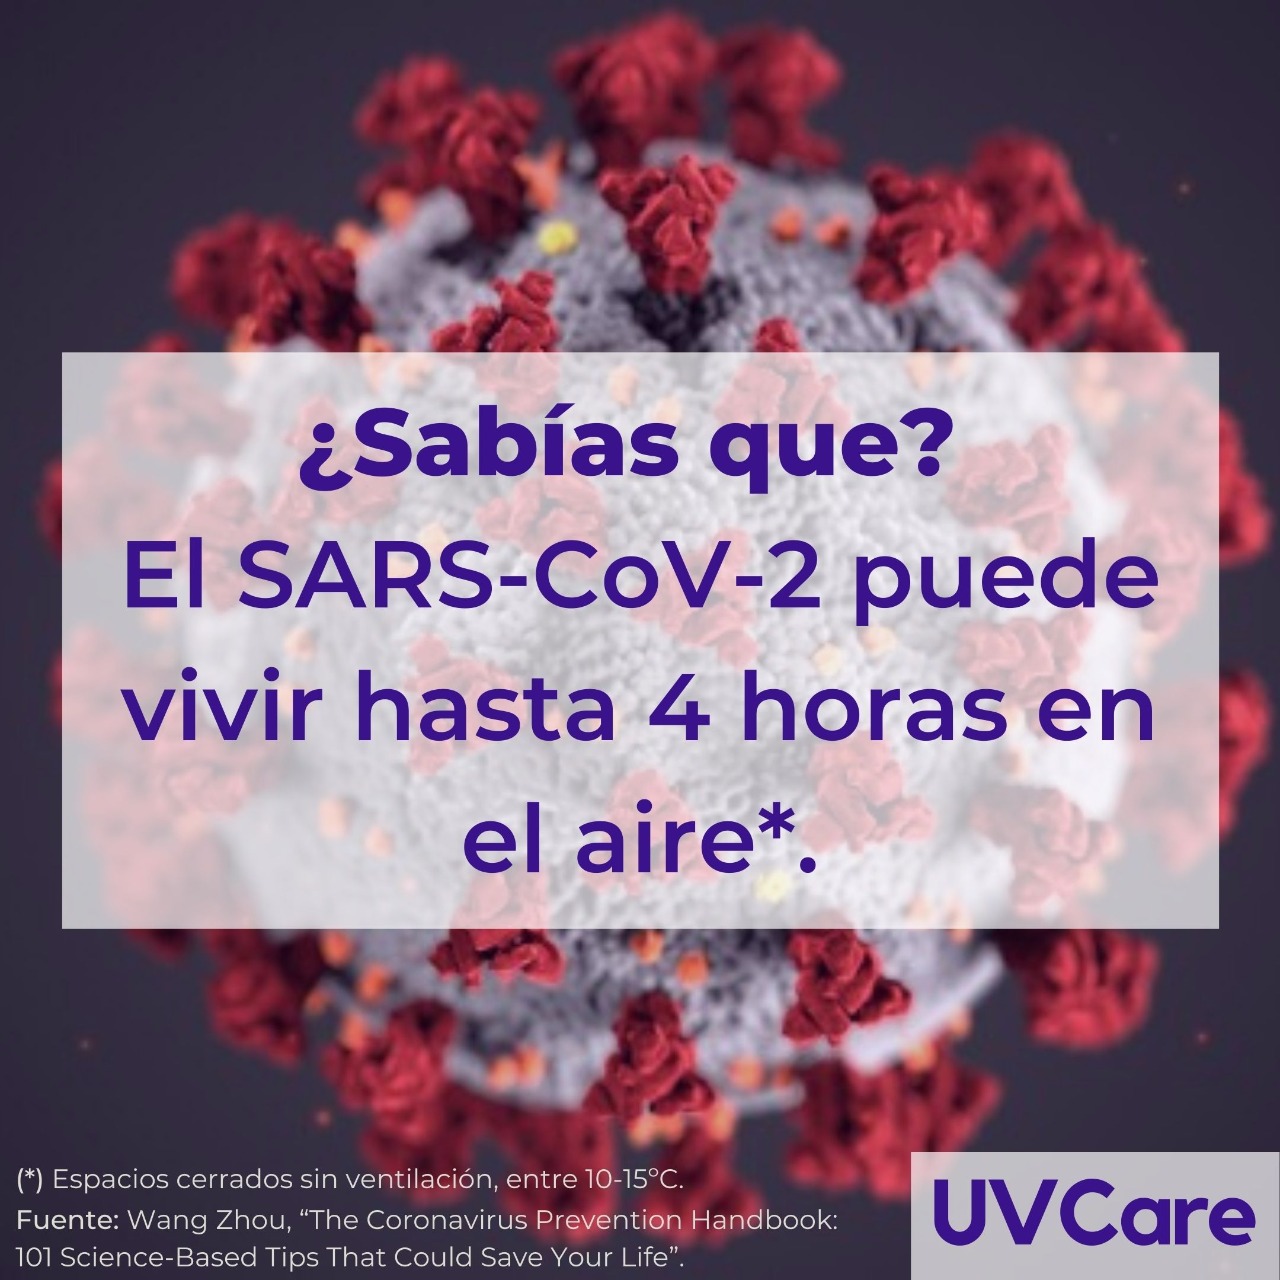 ¿Sabías que?
El SARS-CoV-2 puede
vivir hasta 4 horas en
el aire*.
(*) Espacios cerrados sin ventilación, entre 10-15ºC.
Fuente: Wang Zhou, “The Coronavirus Prevention Handbook:
101 Science-Based Tips That Could Save Your Life”.
UVCare